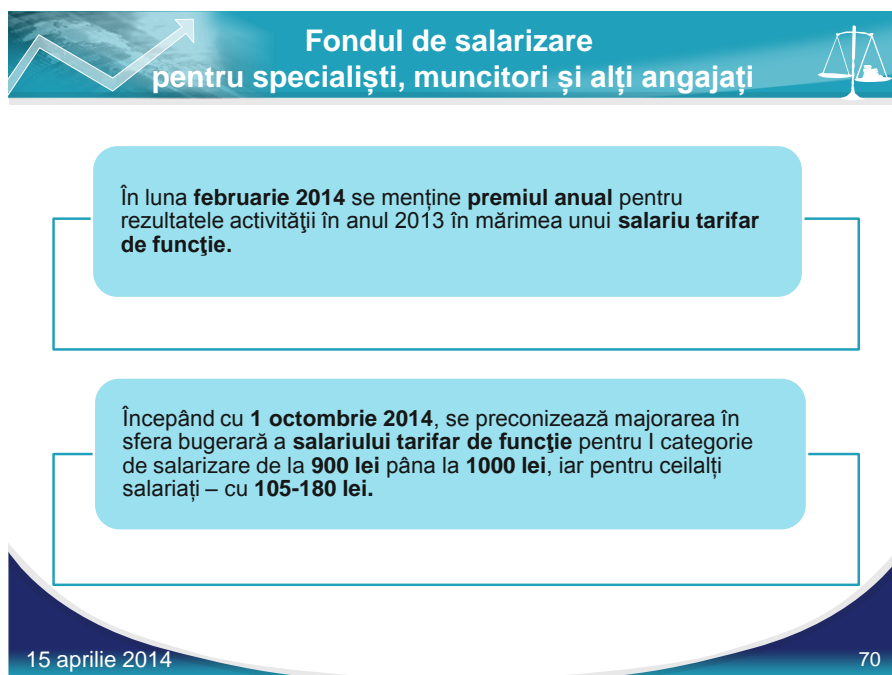 Fondul de salarizare
pentru specialiști, muncitori și alți angajați
În luna februarie 2014 se menține premiul anual pentru
rezultatele activităţii în anul 2013 în mărimea unui salariu tarifar
de funcţie.
Începând cu 1 octombrie 2014, se preconizează majorarea în
sfera bugerară a salariului tarifar de funcţie pentru I categorie
de salarizare de la 900 lei pâna la 1000 lei, iar pentru ceilalți
salariați – cu 105-180 lei.
15 aprilie 2014
70